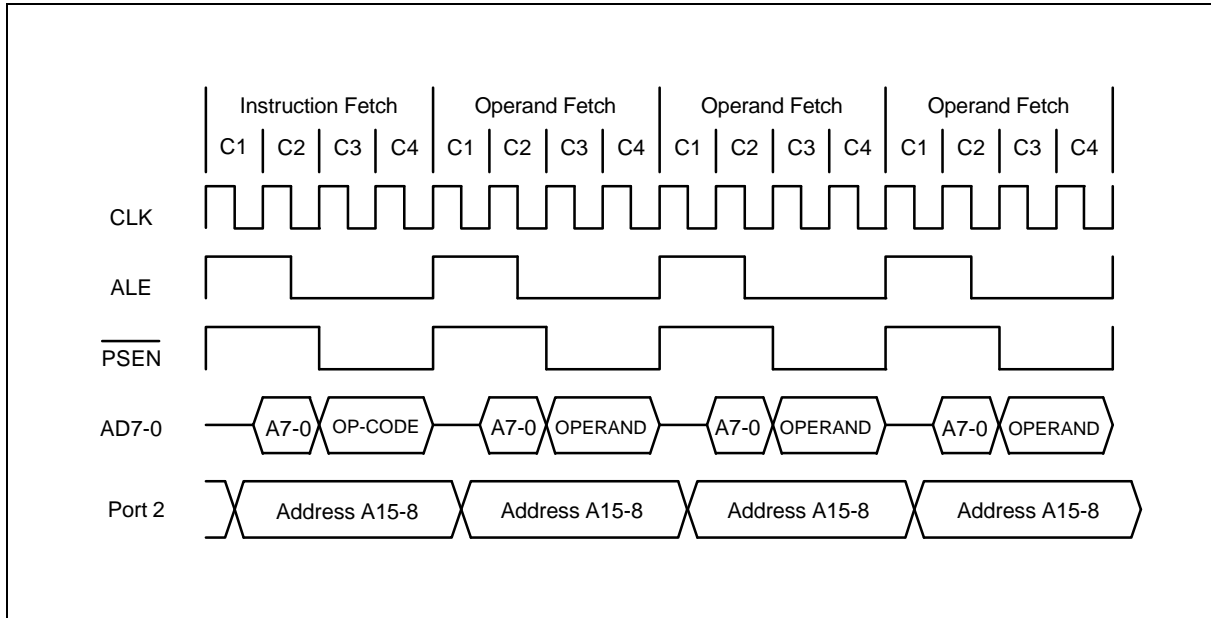 Instruction Fetch Operand Fetch Operand Fetch Operand Fetch
C1 C2 C3 C4 C1 C2 C3 C4 C1 C2 C3 C4 C1 C2 C3 C4
CLK
ALE
PSEN
AD7-0 A7-0 OP-CODE A7-0 OPERAND A7-0 OPERAND A7-0 OPERAND
Port 2 Address A15-8 Address A15-8 Address A15-8 Address A15-8